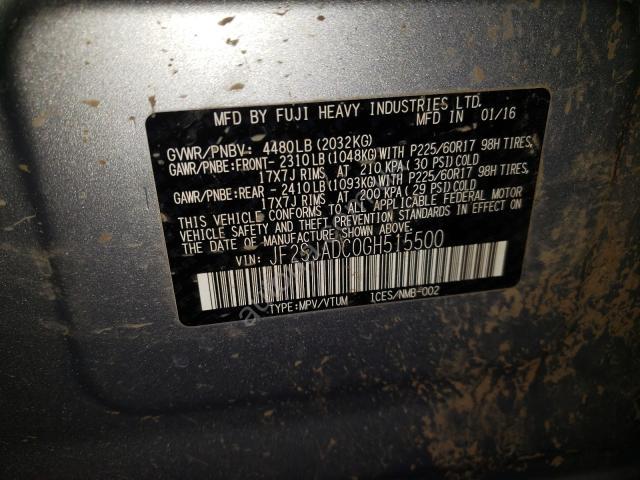 MFD BY FUJI HEAVY INDUSTRIES LTD.
MFD IN 01/16
GVWR/PNBV: 4480LB (2032KG)
GAWR/PNBE:FRONT- 2310LB (1048KG)WITH P225/60R17 98H TIRES,
17X7J RIMS AT 210 KPA (30 PSI) COLD
GAWR/PNBE:REAR - 2410LB (1093KG)WITH P225/60R17 98H TIRES,
17X7J RIMS AT 200 KPA ( 29 PSI) COLD
THIS VEHICLE CONFORMS TO ALL APPLICABLE FEDERAL MOTOR
VEHICLE SAFETY AND THEFT PREVENTION STANDARDS IN EFFECT
ON THE DATE OF MANUFACTURE SHOWN ABOVE.
VIN: JF2SJADC0GH515500
TYPE:MPV/VTUM ICES/NMB-002